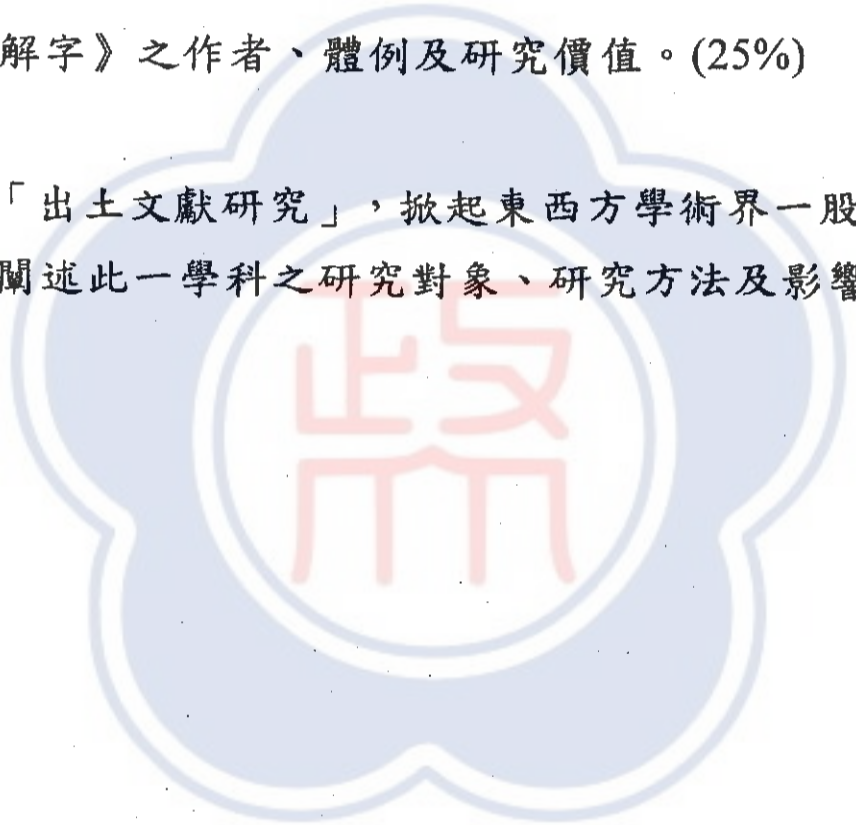 解字》之作者、體例及研究價值。(25%)
「出土文獻研究」,掀起東西方學術界一股
闡述此一學科之研究對象、研究方法及影響
政大